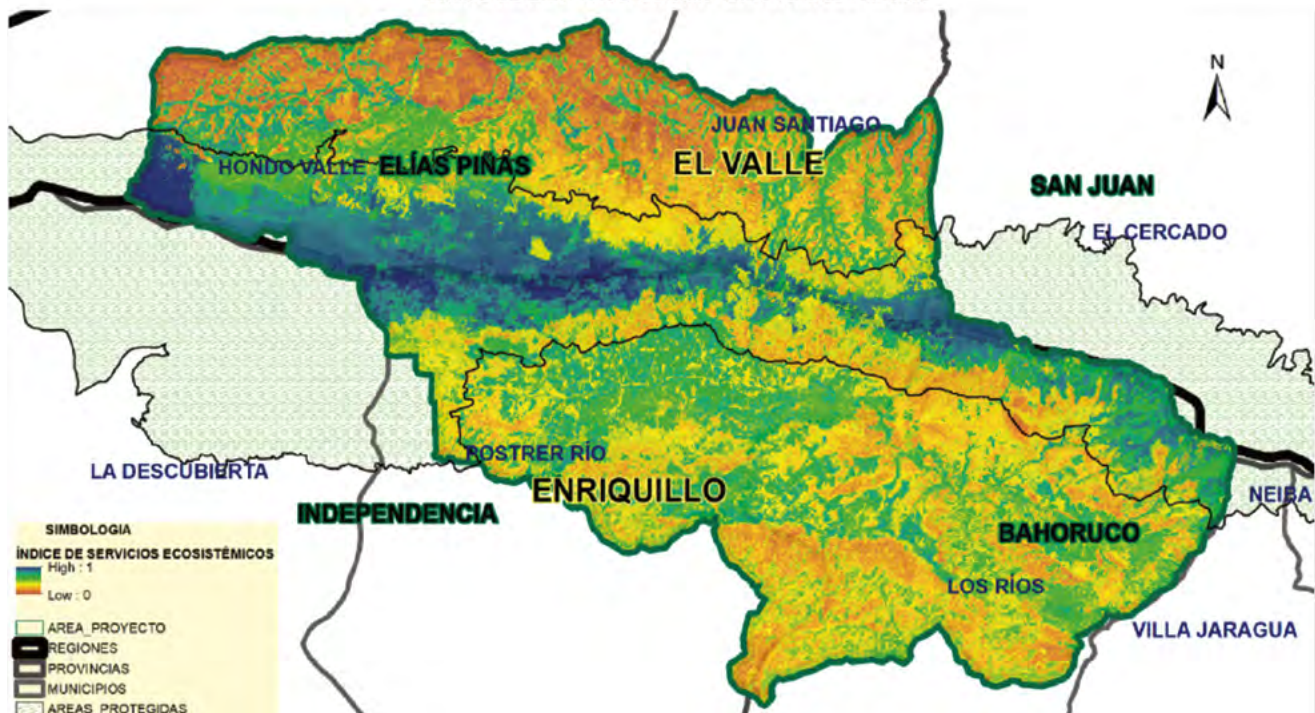 N
JUAN SANTIAGO
HONDO VALLE
ELÍAS PIÑAS
EL VALLE
SAN JUAN
EL CERCADO
POSTRER RÍO
LA DESCUBIERTA
ENRIQUILLO
NEIBA
INDEPENDENCIA
BAHORUCO
LOS RÍOS
VILLA JARAGUA
SIMBOLOGIA
ÍNDICE DE SERVICIOS ECOSISTÉMICOS
High : 1
Low : 0
AREA_PROYECTO
REGIONES
PROVINCIAS
MUNICIPIOS
AREAS_PROTEGIDAS